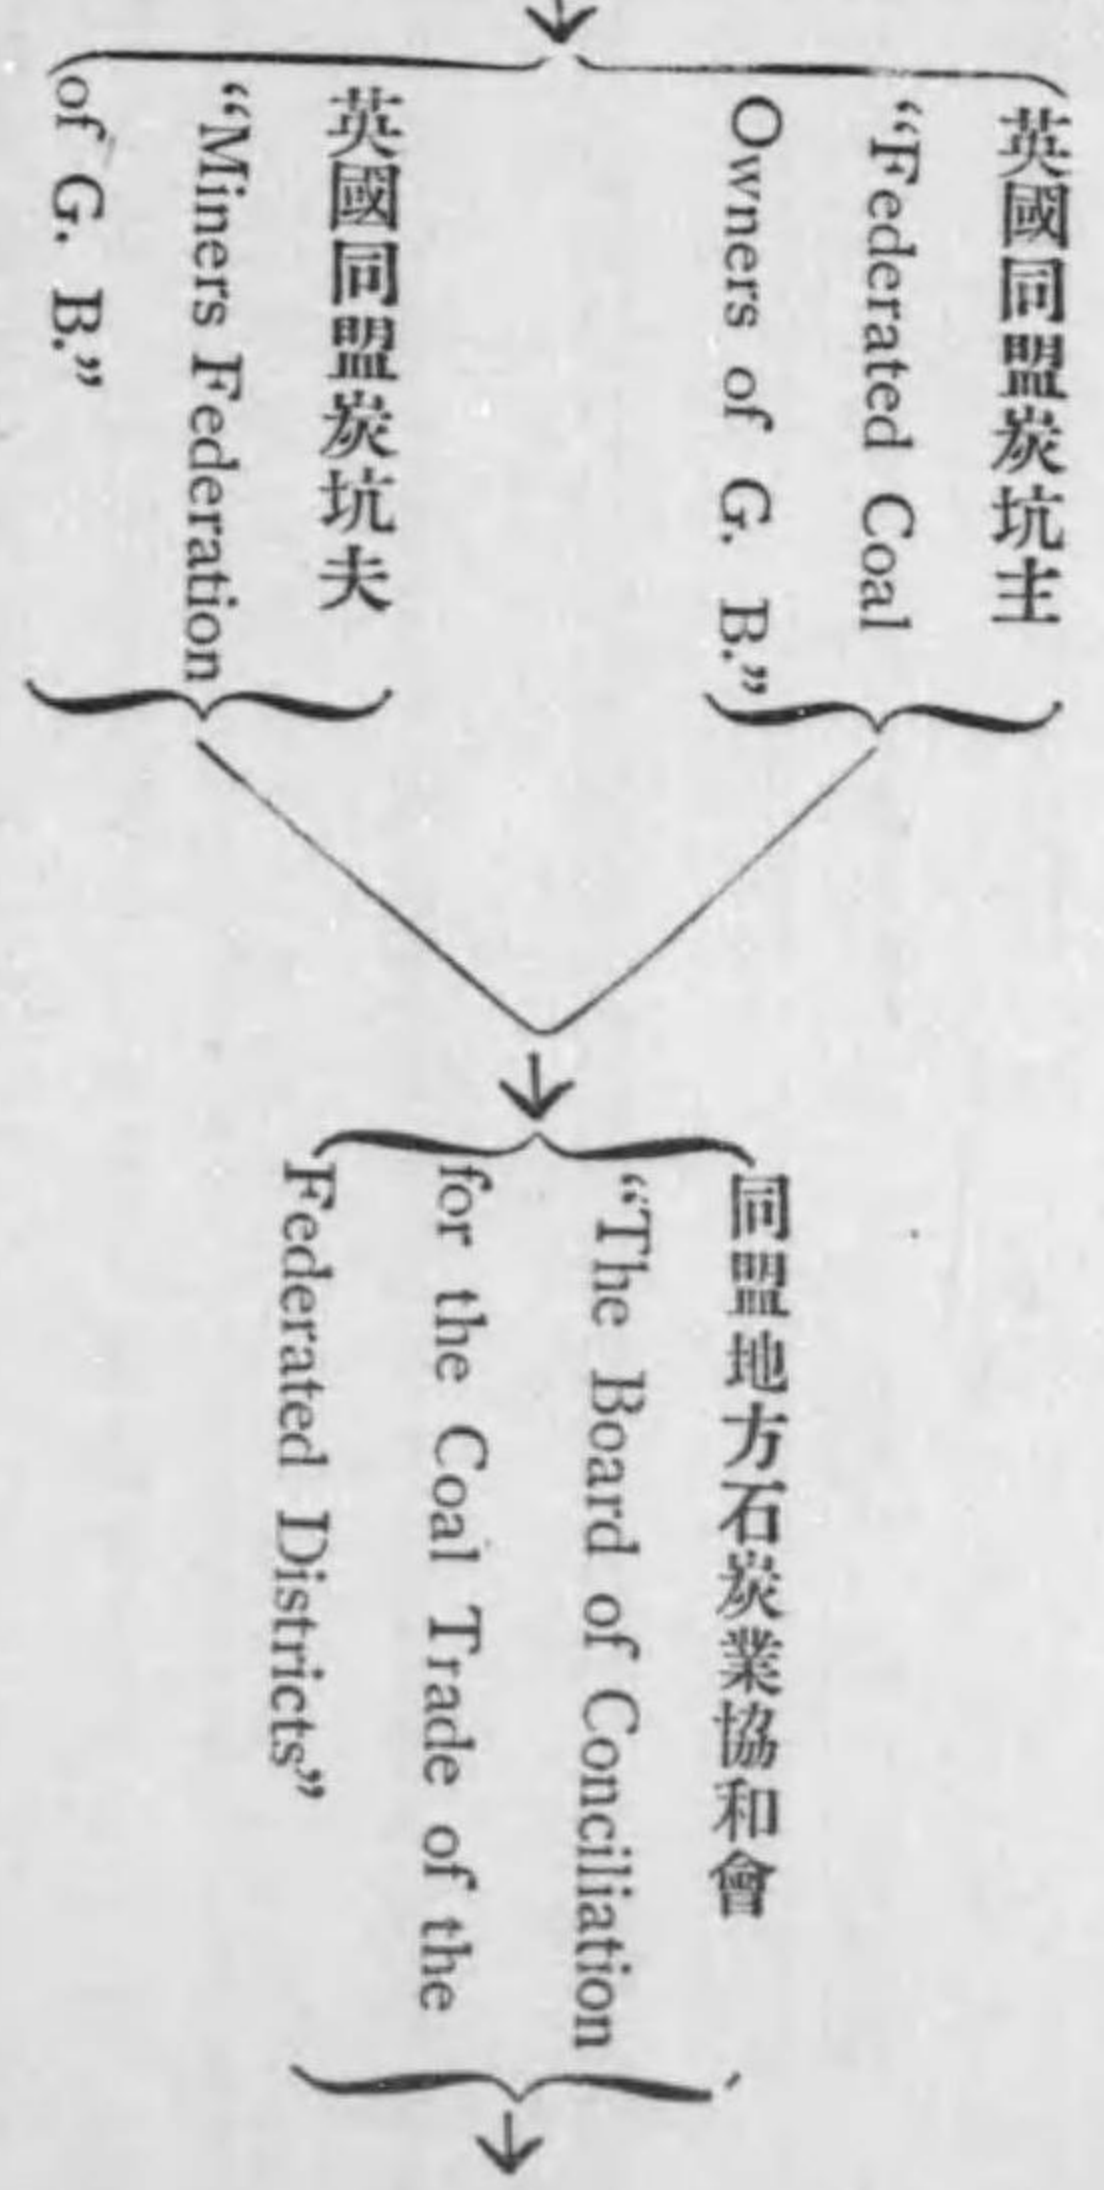 英國同盟炭坑主
“Federated Coal
Owners of G. B.”
英國同盟炭坑夫
“Miners Federation
of G. B.”
同盟地方石炭業協和會
“The Board of Conciliation
for the Coal Trade of the
Federated Districts”